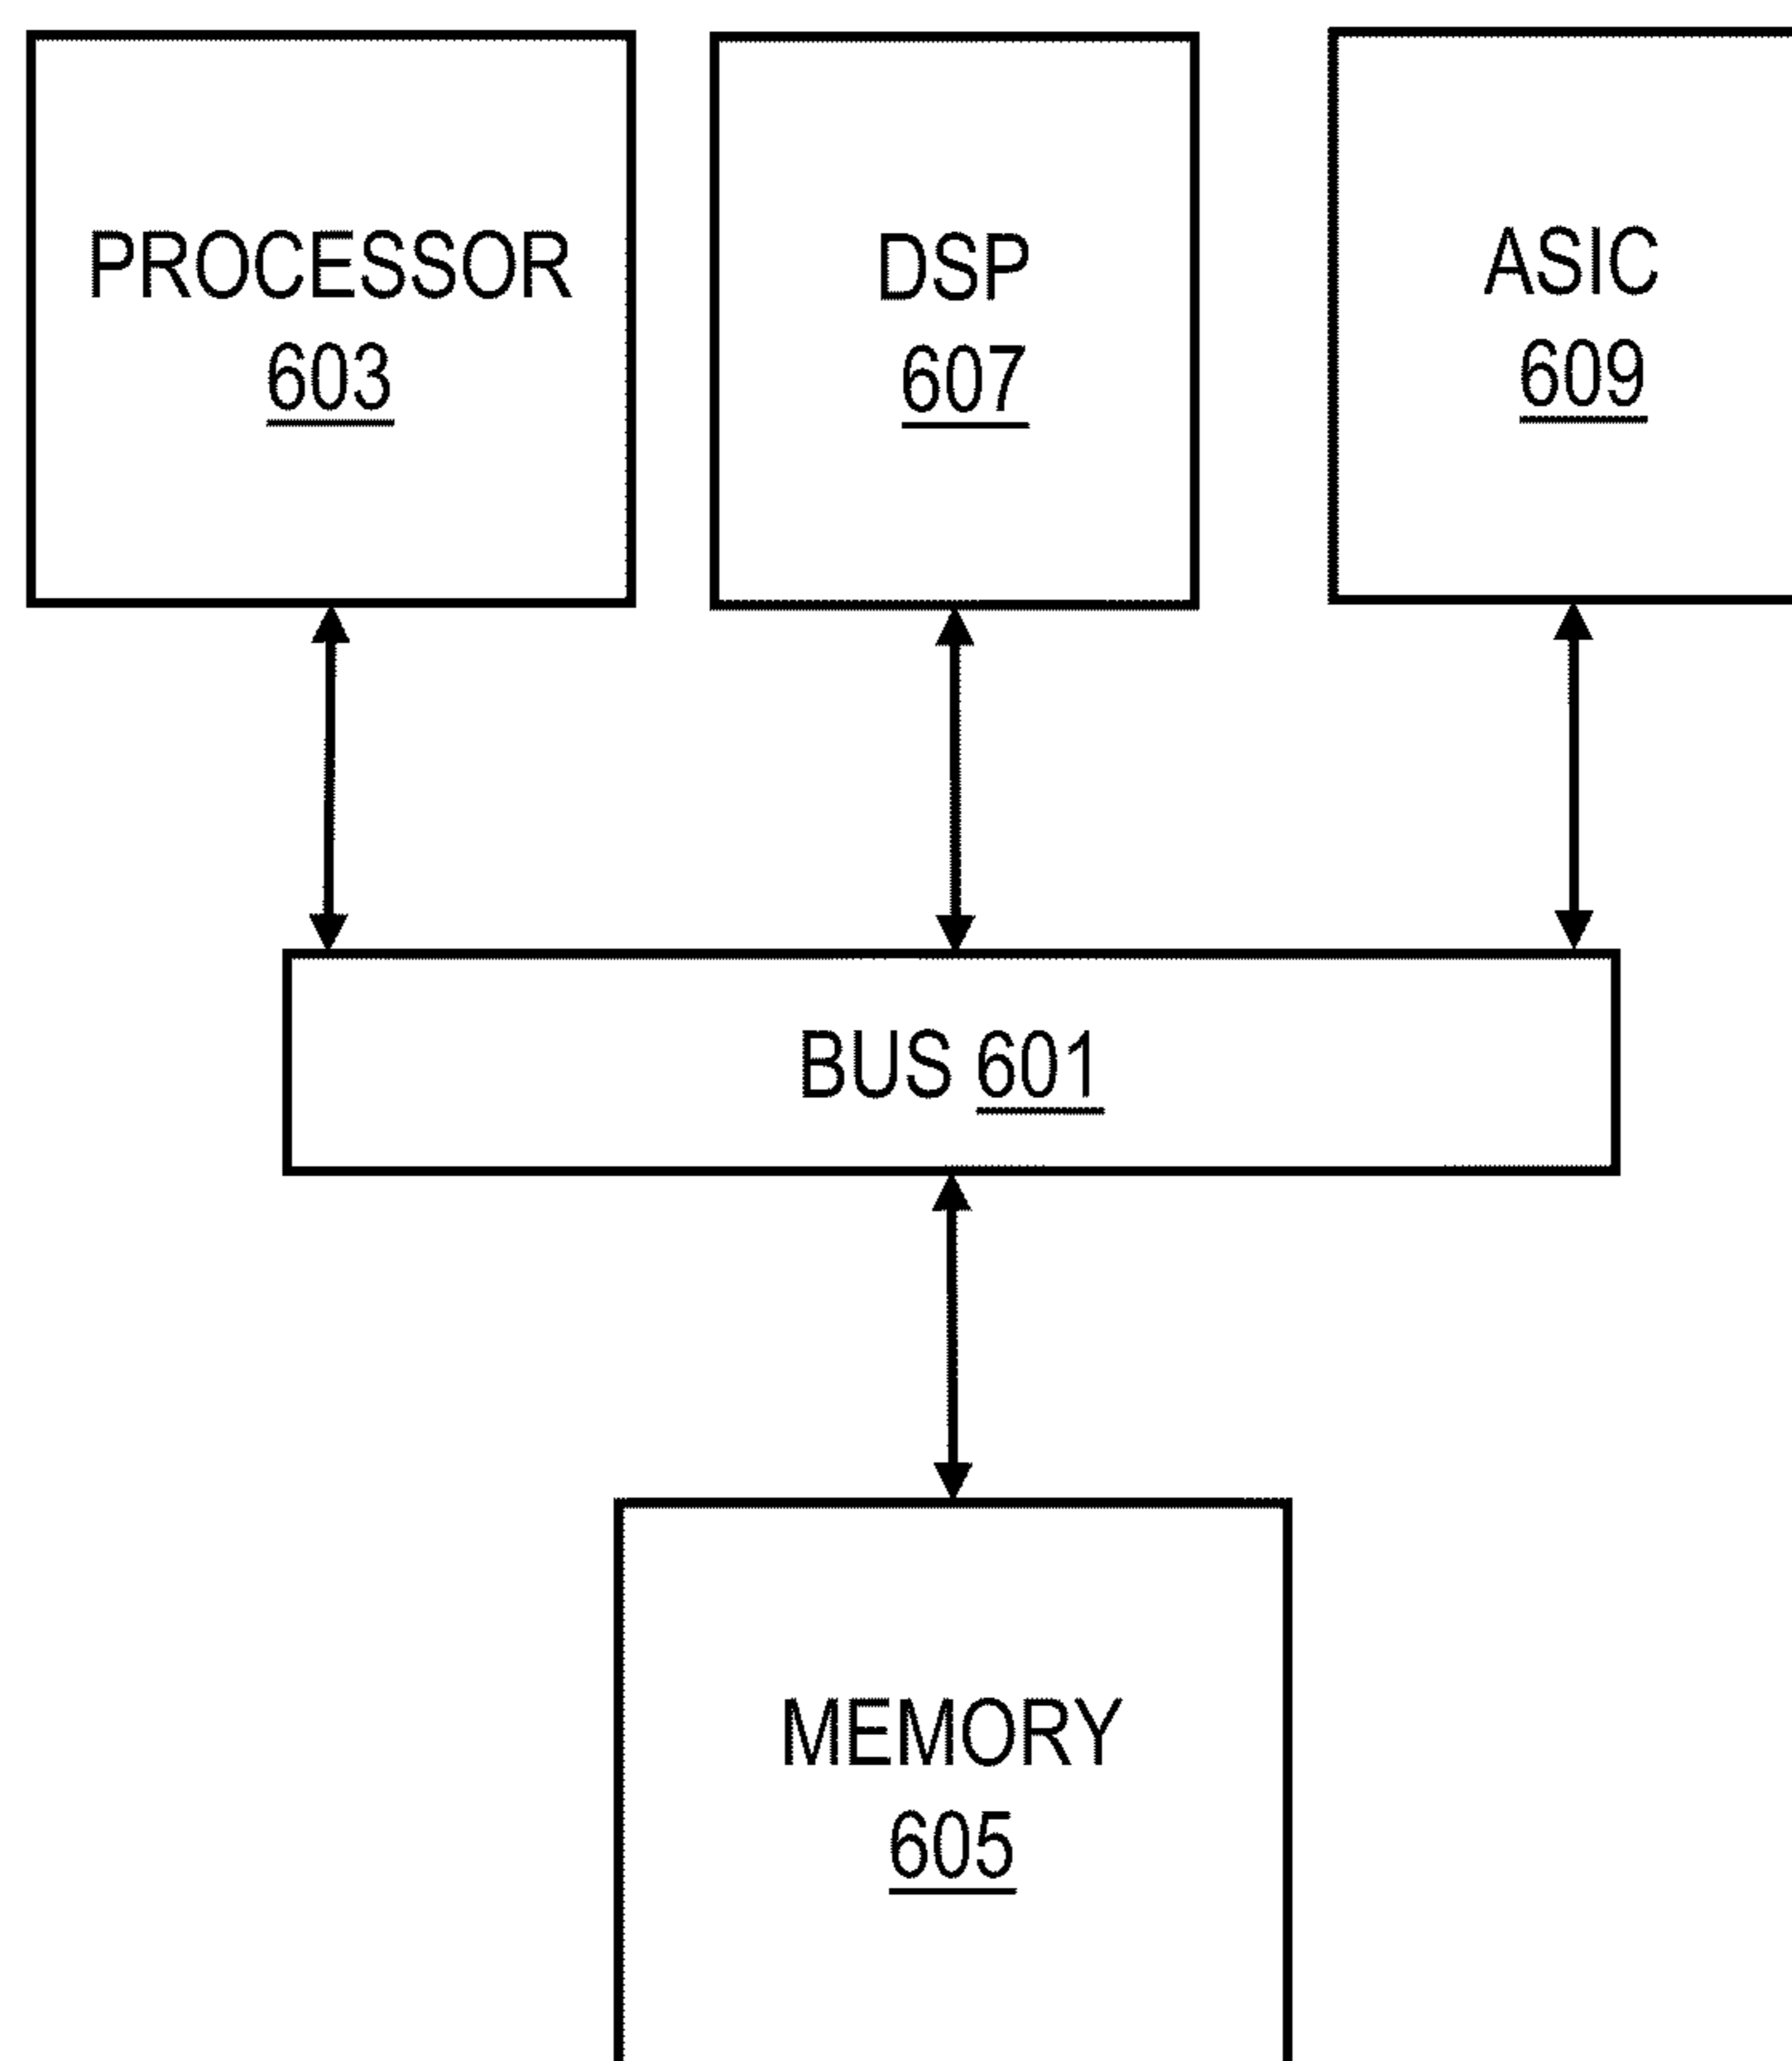 PROCESSOR
603
DSP
607
ASIC
609
BUS 601
MEMORY
605